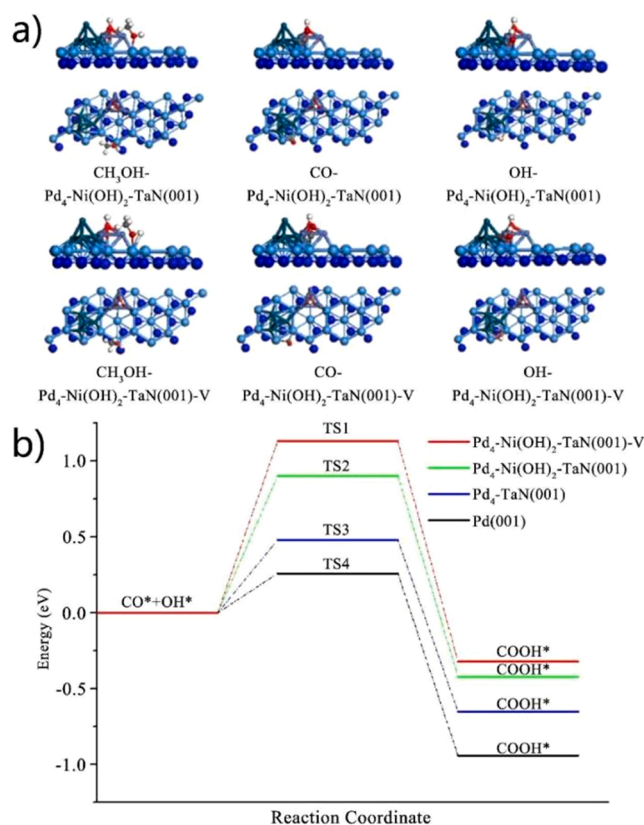 a)
CH₃OH-
Pd₄-Ni(OH)₂-TaN(001)
CO-
Pd₄-Ni(OH)₂-TaN(001)
OH-
Pd₄-Ni(OH)₂-TaN(001)
CH₃OH-
Pd₄-Ni(OH)₂-TaN(001)-V
CO-
Pd₄-Ni(OH)₂-TaN(001)-V
OH-
Pd₄-Ni(OH)₂-TaN(001)-V
b)
Energy (eV)
1.0
0.5
0.0
-0.5
-1.0
CO*+OH*
TS1
TS2
TS3
TS4
Pd₄-Ni(OH)₂-TaN(001)-V
Pd₄-Ni(OH)₂-TaN(001)
Pd₄-TaN(001)
Pd(001)
COOH*
COOH*
COOH*
COOH*
Reaction Coordinate